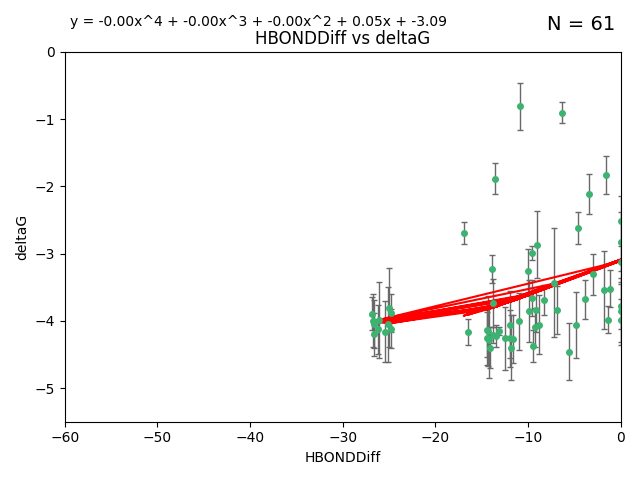 y = -0.00x^4 + -0.00x^3 + -0.00x^2 + 0.05x + -3.09
N = 61
HBONDDiff vs deltaG
0
−1
−2
−3
−4
−5
deltaG
−60 −50 −40 −30 −20 −10 0
HBONDDiff